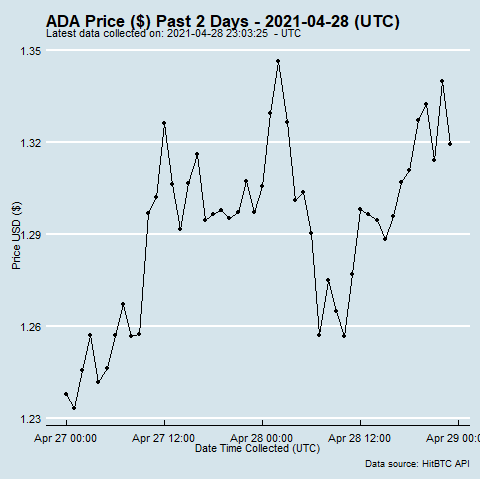 ADA Price ($) Past 2 Days - 2021-04-28 (UTC)
Latest data collected on: 2021-04-28 23:03:25  - UTC
1.35
1.32
1.29
1.26
1.23
Price USD ($)
Apr 27 00:00
Apr 27 12:00
Apr 28 00:00
Apr 28 12:00
Apr 29 00:00
Date Time Collected (UTC)
Data source: HitBTC API